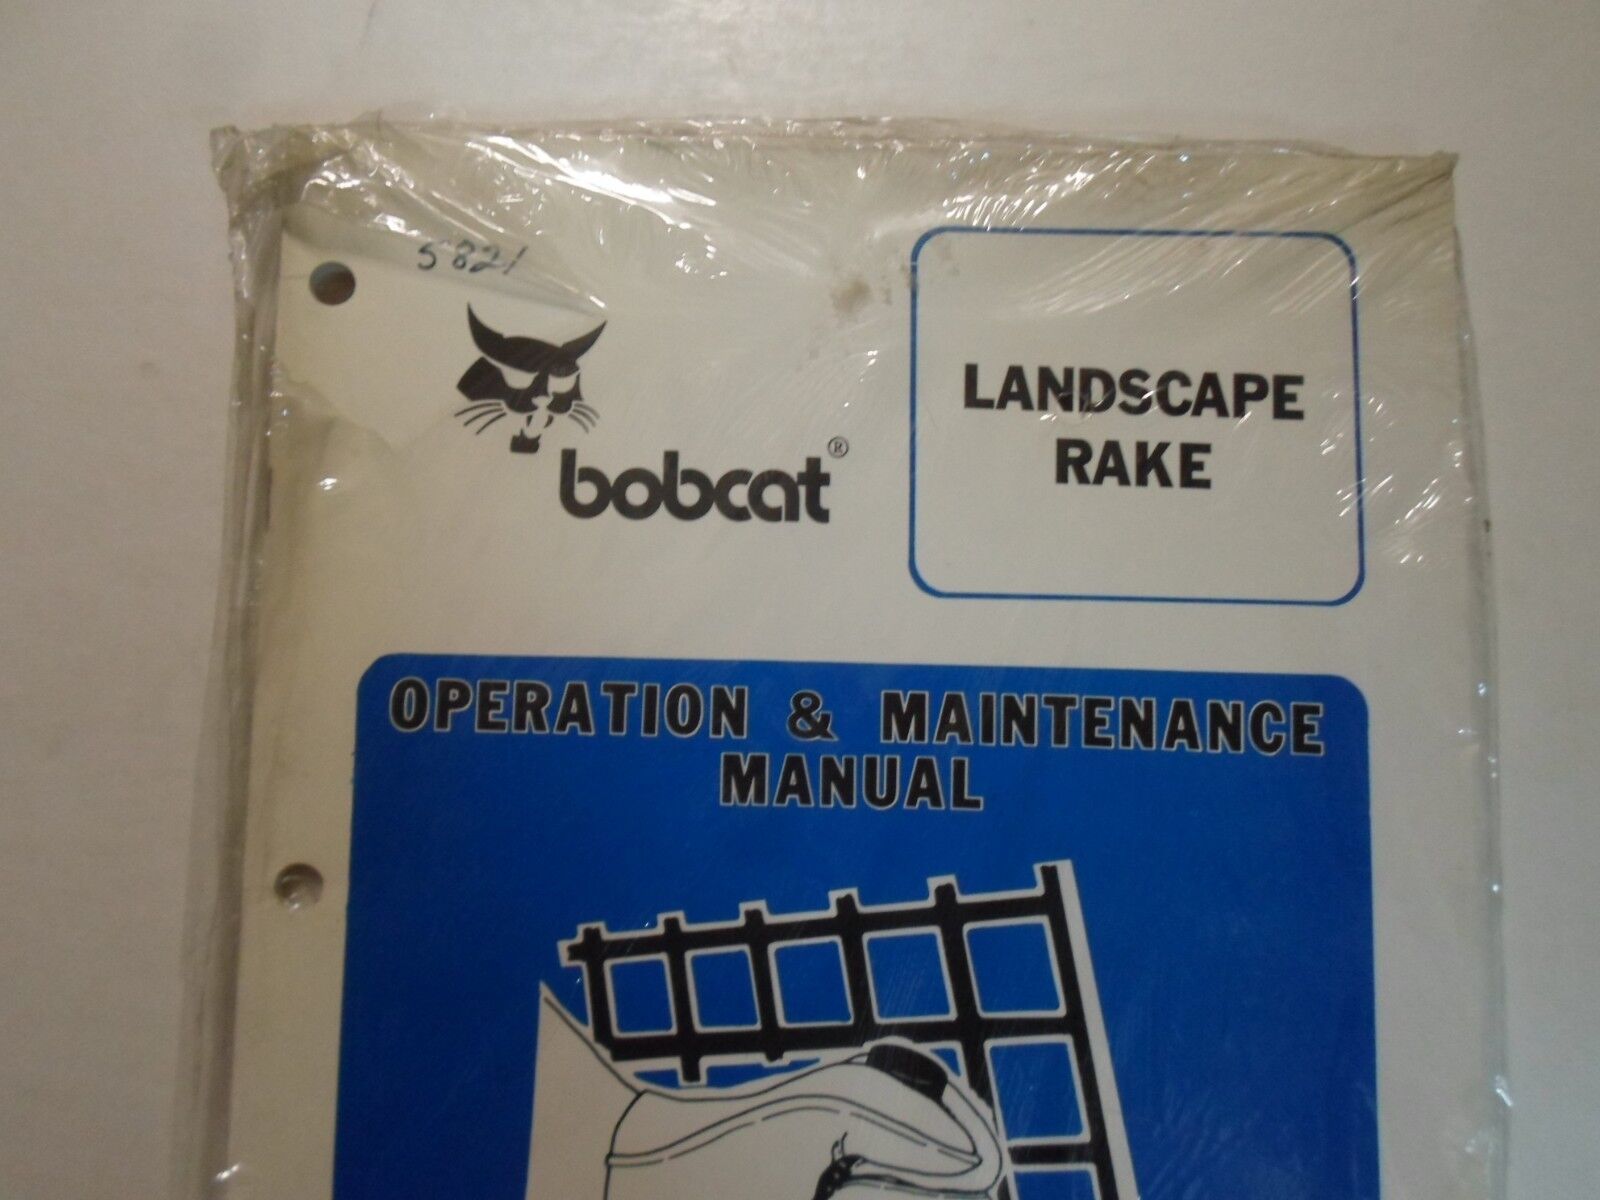 5821
bobcat®
LANDSCAPE
RAKE
OPERATION & MAINTENANCE
MANUAL